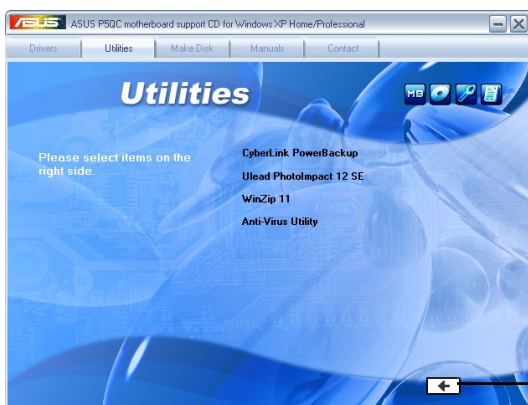 ASUS ASUS P5QC motherboard support CD for Windows XP Home/Professional
Drivers Utilities Make Disk Manuals Contact
Utilities
MB
Please select items on the
right side.
CyberLink PowerBackup
Ulead PhotoImpact 12 SE
WinZip 11
Anti-Virus Utility